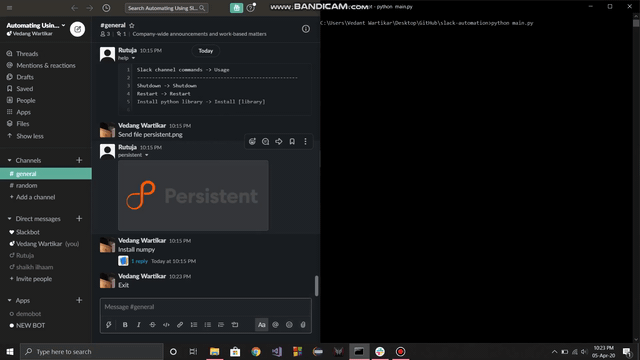 Automating Using...
Vedang Wartikar
Search Automating Using Sl...
WWW.BANDICAM.COM
pt - python main.py
Threads
Mentions & reactions
Drafts
Saved
People
Apps
Files
Show less
Channels
# general
# random
+ Add a channel
Direct messages
Slackbot
Vedang Wartikar (you)
Rutuja
shaikh ilhaam
Invite people
Apps
demobot
NEW BOT
#general
3
1
Company-wide announcements and work-based matters
Today
Rutuja 10:15 PM
help
1 Slack channel commands -> Usage
2 --------------------------------------------------
3 Shutdown -> Shutdown
4 Restart -> Restart
5 Install python library -> Install [library]
Vedang Wartikar 10:15 PM
Send file persistent.png
Rutuja 10:15 PM
persistent
Persistent
Vedang Wartikar 10:15 PM
Install numpy
1 reply Today at 10:15 PM
Vedang Wartikar 10:23 PM
Exit
Message #general
B
I
Aa
C:\Users\Vedant Wartikar\Desktop\GitHub\slack-automation>python main.py
Type here to search
10:23 PM
05-Apr-20